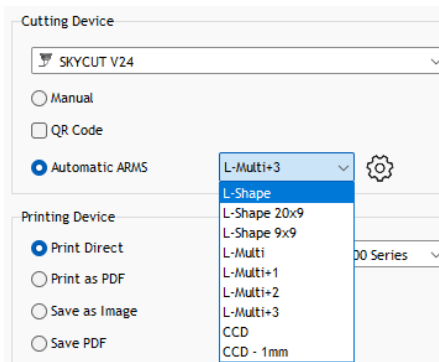 Cutting Device
SKYCUT V24
Manual
QR Code
Automatic ARMS
L-Multi+3
L-Shape
L-Shape 20x9
L-Shape 9x9
L-Multi
L-Multi+1
L-Multi+2
L-Multi+3
CCD
CCD - 1mm
Printing Device
Print Direct
00 Series
Print as PDF
Save as Image
Save PDF